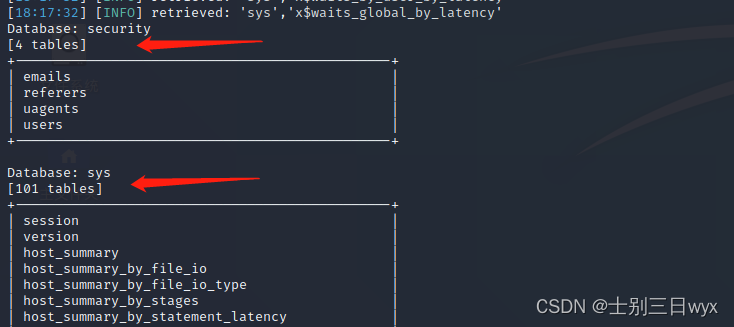 [18:17:32] [INFO] retrieved: 'sys','x$waits_global_by_latency'
Database: security
[4 tables]
emails
referers
uagents
users
Database: sys
[101 tables]
session
version
host_summary
host_summary_by_file_io
host_summary_by_file_io_type
host_summary_by_stages
host_summary_by_statement_latency
CSDN @士别三日wyx